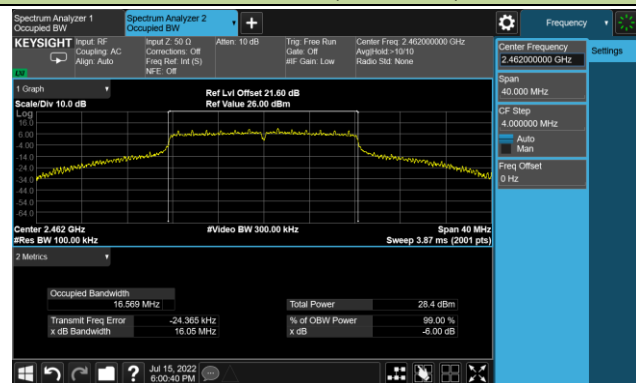 Spectrum Analyzer 1
Occupied BW
Spectrum Analyzer 2
Occupied BW
+
Frequency
KEYSIGHT
Input: RF
Coupling: AC
Align: Auto
Input Z: 50 Ω
Corrections: Off
Freq Ref: Int (S)
NFE: Off
Atten: 10 dB
Trig: Free Run
Gate: Off
#IF Gain: Low
Center Freq: 2.462000000 GHz
Avg|Hold:>10/10
Radio Std: None
Center Frequency
2.462000000 GHz
Settings
Span
40.000 MHz
CF Step
4.000000 MHz
Auto
Man
Freq Offset
0 Hz
1 Graph
Scale/Div 10.0 dB
Ref Lvl Offset 21.60 dB
Ref Value 26.00 dBm
Log
16.0
6.00
-4.00
-14.0
-24.0
-34.0
-44.0
-54.0
-64.0
Center 2.462 GHz
#Res BW 100.00 kHz
#Video BW 300.00 kHz
Span 40 MHz
Sweep 3.87 ms (2001 pts)
2 Metrics
Occupied Bandwidth
16.569 MHz
Total Power 28.4 dBm
Transmit Freq Error -24.365 kHz
% of OBW Power 99.00 %
x dB Bandwidth 16.05 MHz
x dB -6.00 dB
?
Jul 15, 2022
6:00:40 PM